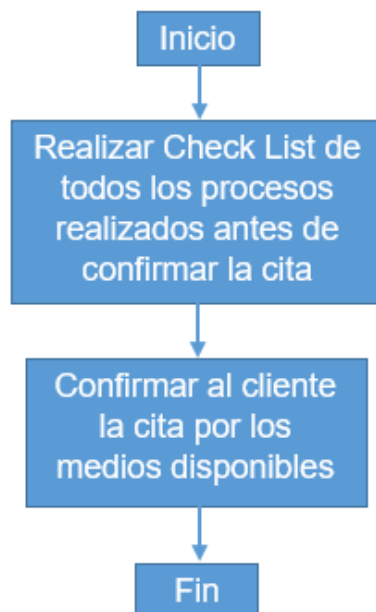 Inicio
Realizar Check List de
todos los procesos
realizados antes de
confirmar la cita
Confirmar al cliente
la cita por los
medios disponibles
Fin